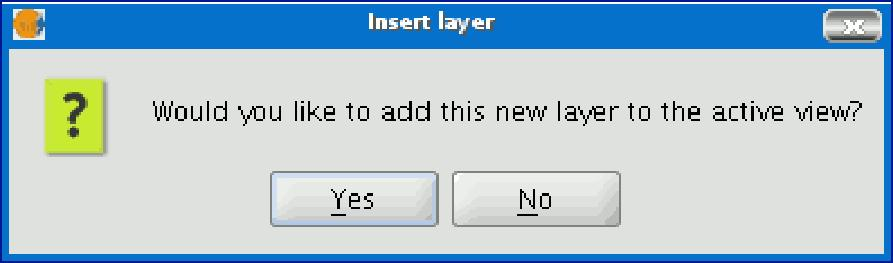 Insert layer
Would you like to add this new layer to the active view?
Yes
No